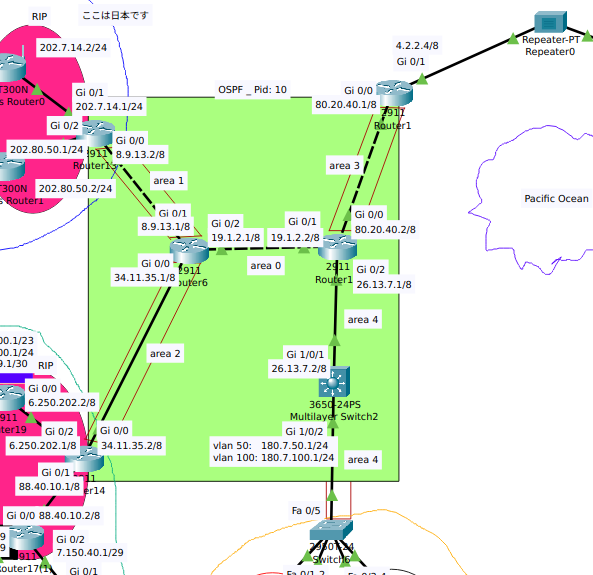 RIP
ここは日本です
202.7.14.2/24
T300N
s Router0
Gi 0/1
202.7.14.1/24
Gi 0/2
202.80.50.1/24
2911
Router13
Gi 0/0
8.9.13.2/8
T300N
s Router1
202.80.50.2/24
area 1
OSPF _ Pid: 10
4.2.2.4/8
Gi 0/1
Repeater-PT
Repeater0
Gi 0/0
80.20.40.1/8
2911
Router1
area 3
Pacific Ocean
Gi 0/1
8.9.13.1/8
Gi 0/2
19.1.2.1/8
Gi 0/1
19.1.2.2/8
Gi 0/0
80.20.40.2/8
Gi 0/0
34.11.35.1/8
2911
outer6
area 0
2911
Router1
Gi 0/2
26.13.7.1/8
area 4
area 2
Gi 1/0/1
26.13.7.2/8
3650-24PS
Multilayer Switch2
Gi 1/0/2
vlan 50: 180.7.50.1/24
vlan 100: 180.7.100.1/24
area 4
00.1/23
00.1/24
9.1/30
RIP
Gi 0/0
6.250.202.2/8
911
ter19
Gi 0/2
6.250.202.1/8
Gi 0/0
34.11.35.2/8
Gi 0/1
88.40.10.1/8
11
er14
Gi 0/0 88.40.10.2/8
9
9
Gi 0/2
7.150.40.1/29
911
Router17(1)
Gi 0/1
Fa 0/5
2950T-24
Switch6
Fa 0/1-2